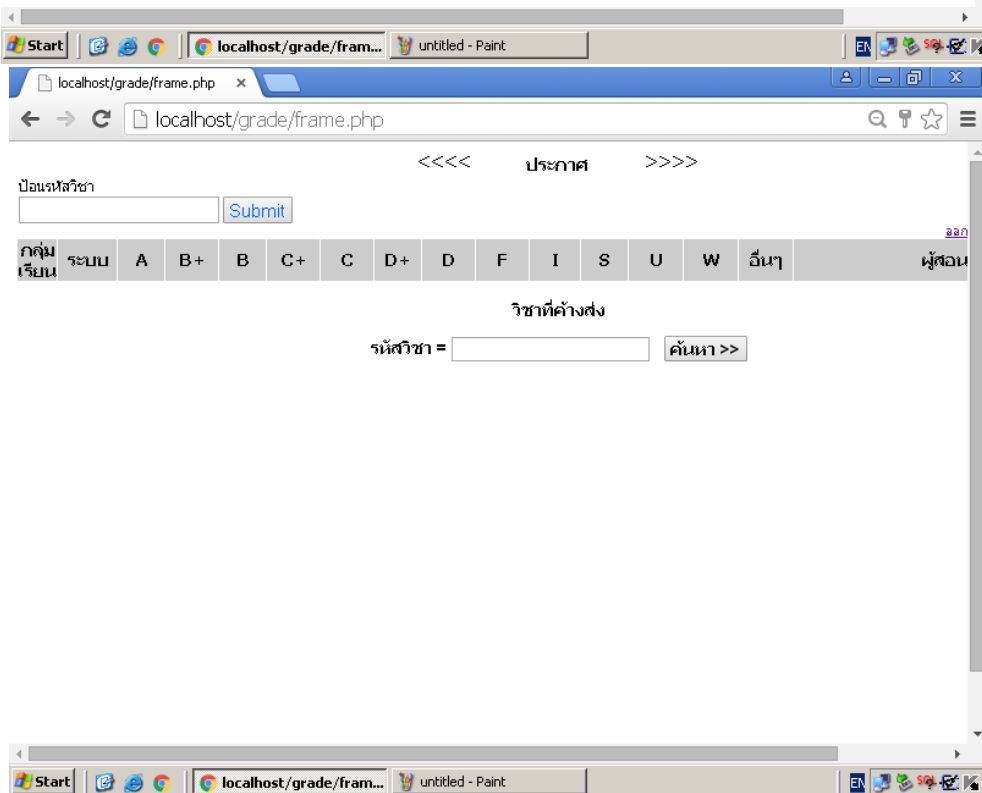 Start localhost/grade/fram... untitled - Paint EN
localhost/grade/frame.php
localhost/grade/frame.php
<<<< ประกาศ >>>>
ป้อนรหัสวิชา
Submit
ออก
กลุ่ม
เรียน ระบบ A B+ B C+ C D+ D F I S U W อื่นๆ ผู้สอน
วิชาที่ค้างส่ง
รหัสวิชา = ค้นหา >>
Start localhost/grade/fram... untitled - Paint EN